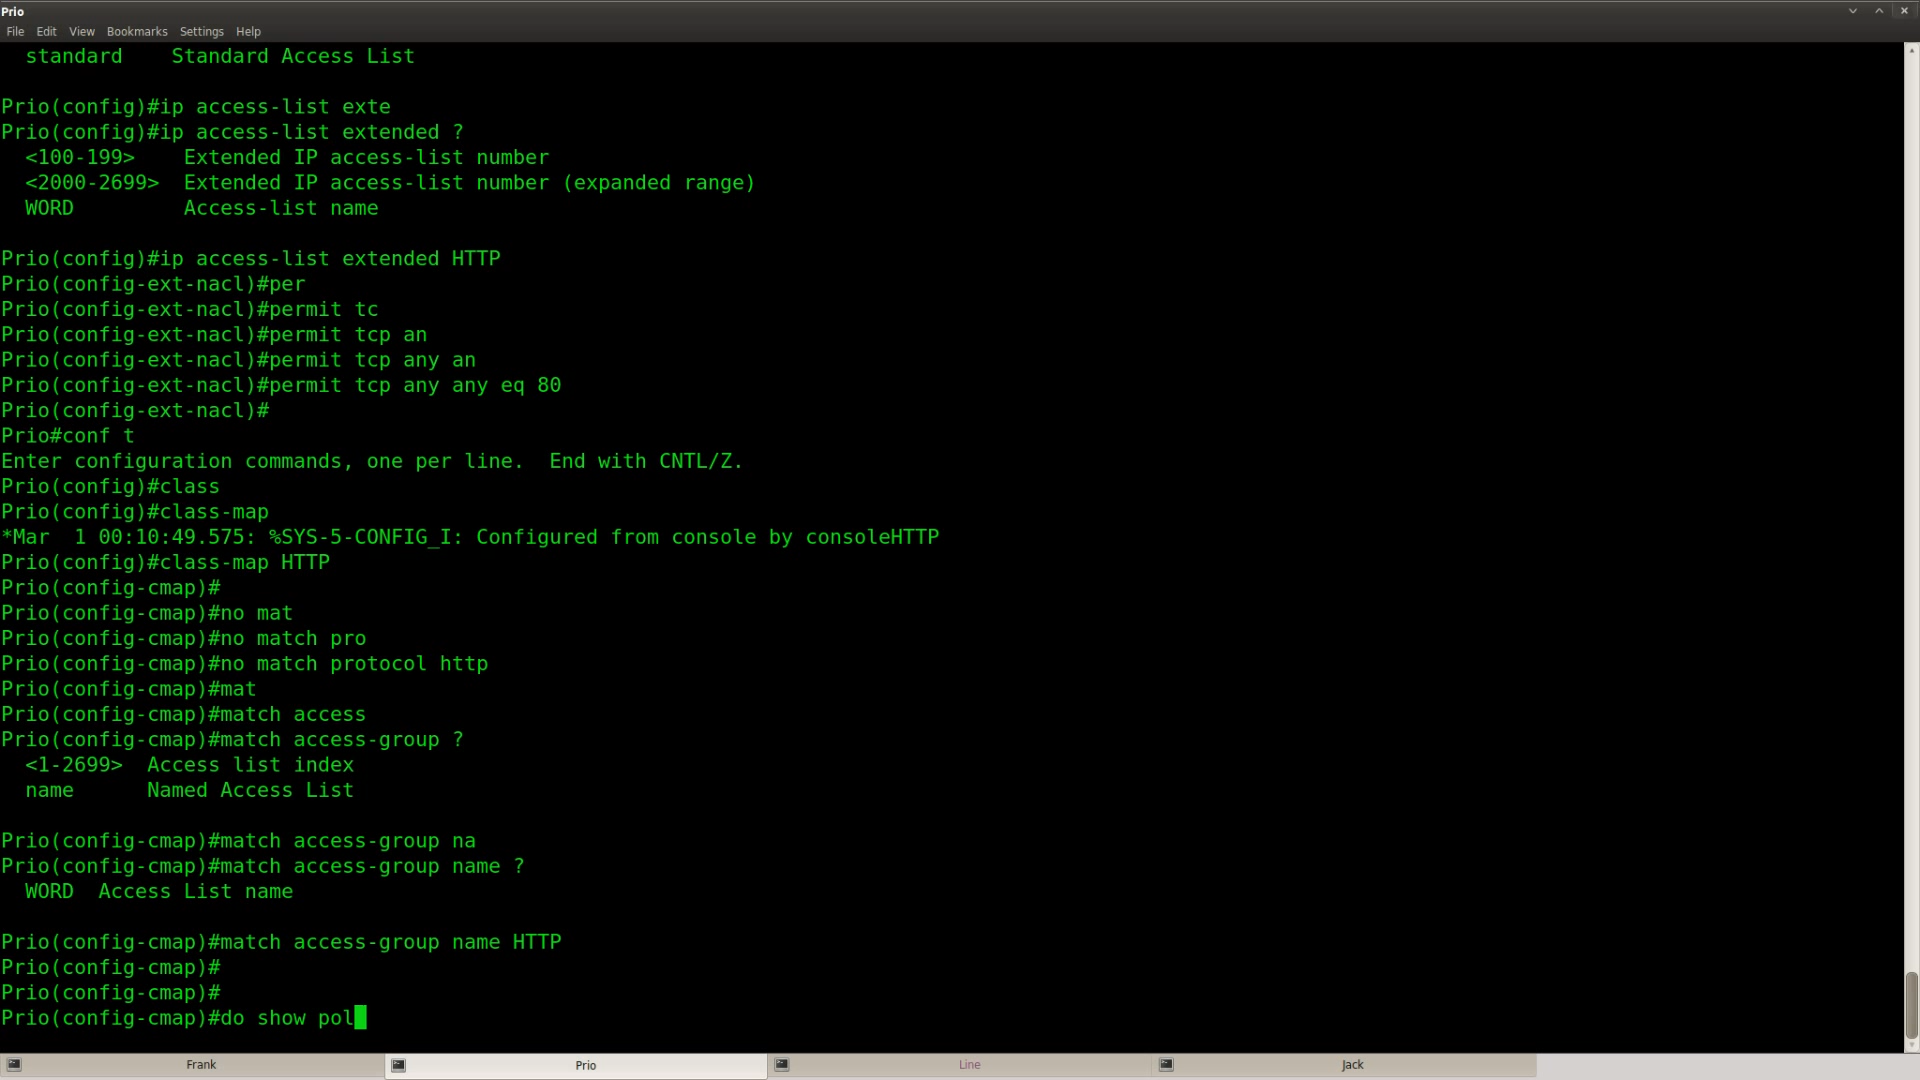 Prio
File Edit View Bookmarks Settings Help
  standard    Standard Access List
Prio(config)#ip access-list exte
Prio(config)#ip access-list extended ?
  <100-199>    Extended IP access-list number
  <2000-2699>  Extended IP access-list number (expanded range)
  WORD         Access-list name
Prio(config)#ip access-list extended HTTP
Prio(config-ext-nacl)#per
Prio(config-ext-nacl)#permit tc
Prio(config-ext-nacl)#permit tcp an
Prio(config-ext-nacl)#permit tcp any an
Prio(config-ext-nacl)#permit tcp any any eq 80
Prio(config-ext-nacl)#
Prio#conf t
Enter configuration commands, one per line.  End with CNTL/Z.
Prio(config)#class
Prio(config)#class-map
*Mar  1 00:10:49.575: %SYS-5-CONFIG_I: Configured from console by consoleHTTP
Prio(config)#class-map HTTP
Prio(config-cmap)#
Prio(config-cmap)#no mat
Prio(config-cmap)#no match pro
Prio(config-cmap)#no match protocol http
Prio(config-cmap)#mat
Prio(config-cmap)#match access
Prio(config-cmap)#match access-group ?
  <1-2699>  Access list index
  name      Named Access List
Prio(config-cmap)#match access-group na
Prio(config-cmap)#match access-group name ?
  WORD  Access List name
Prio(config-cmap)#match access-group name HTTP
Prio(config-cmap)#
Prio(config-cmap)#
Prio(config-cmap)#do show pol
Frank Prio Line Jack